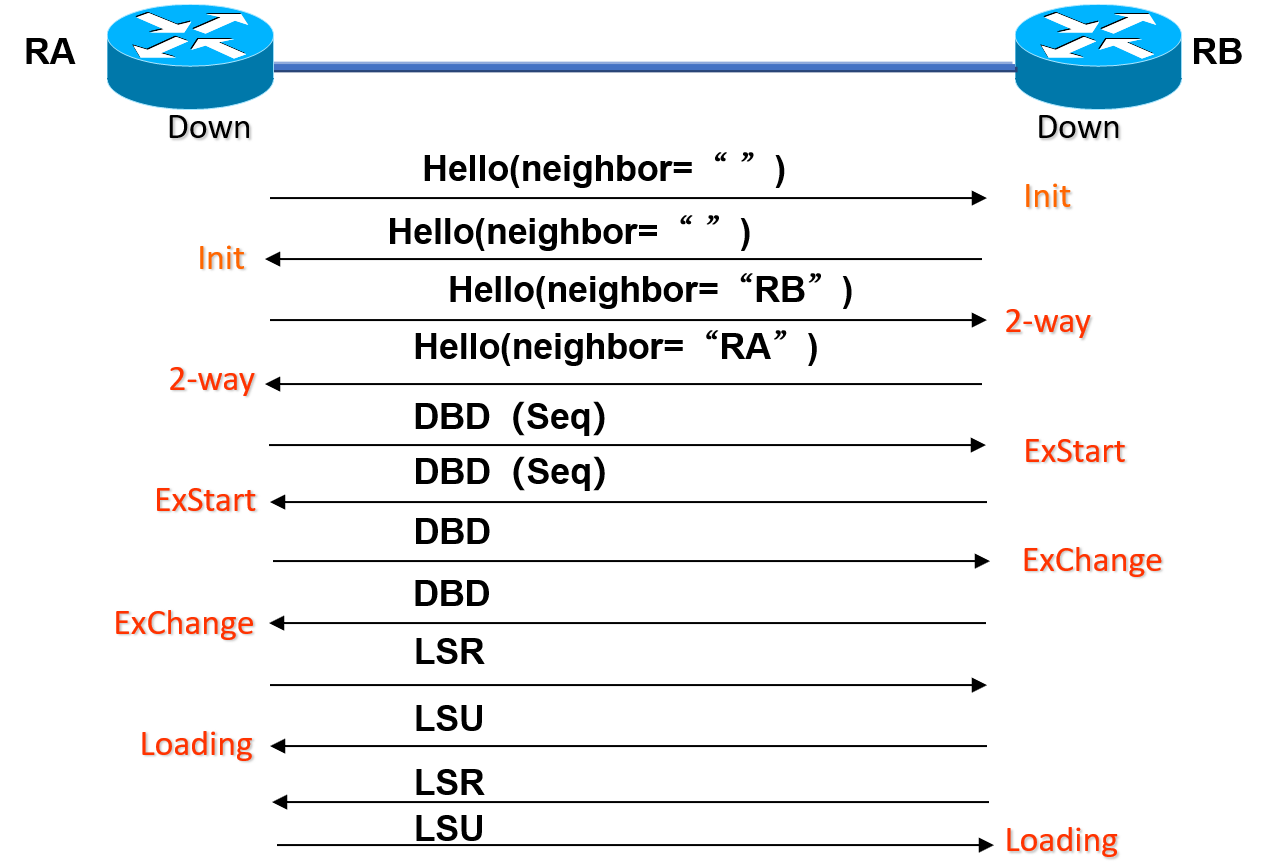 RA
RB
Down
Down
Hello(neighbor=“ ”)
Init
Hello(neighbor=“ ”)
Init
Hello(neighbor=“RB”)
2-way
Hello(neighbor=“RA”)
2-way
DBD (Seq)
ExStart
DBD (Seq)
ExStart
DBD
ExChange
DBD
ExChange
LSR
LSU
Loading
LSR
LSU
Loading